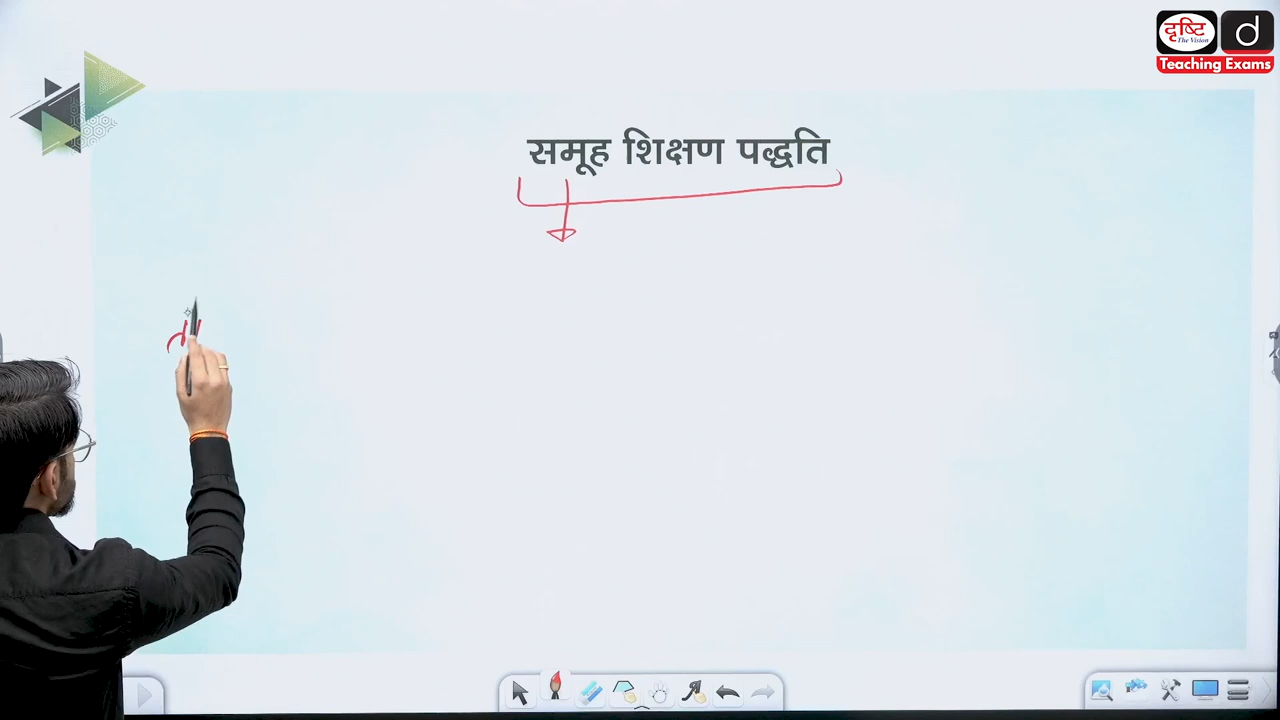 दृष्टि
The Vision
d
Teaching Exams
समूह शिक्षण पद्धति